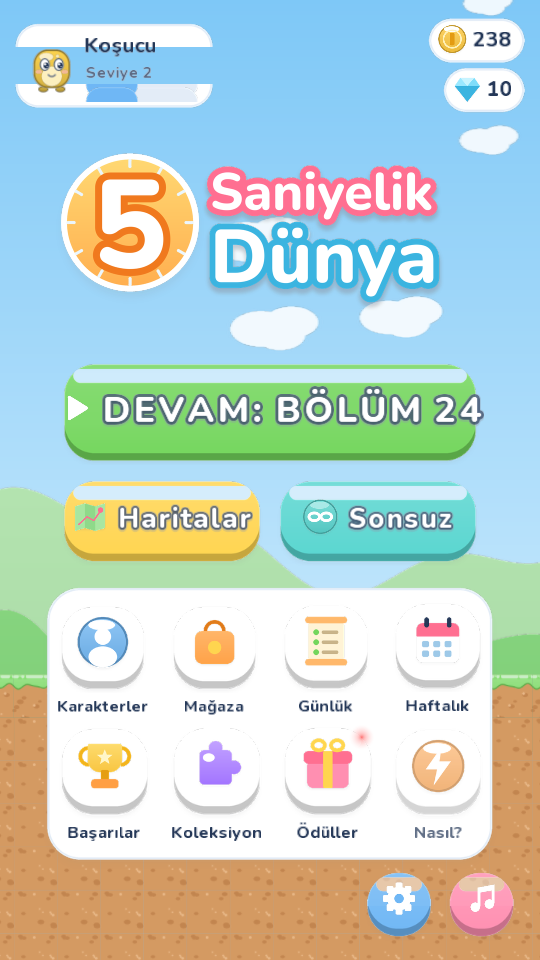 Koşucu
Seviye 2
238
10
5 Saniyelik
Dünya
DEVAM: BÖLÜM 24
Haritalar
Sonsuz
Karakterler
Mağaza
Günlük
Haftalık
Başarılar
Koleksiyon
Ödüller
Nasıl?